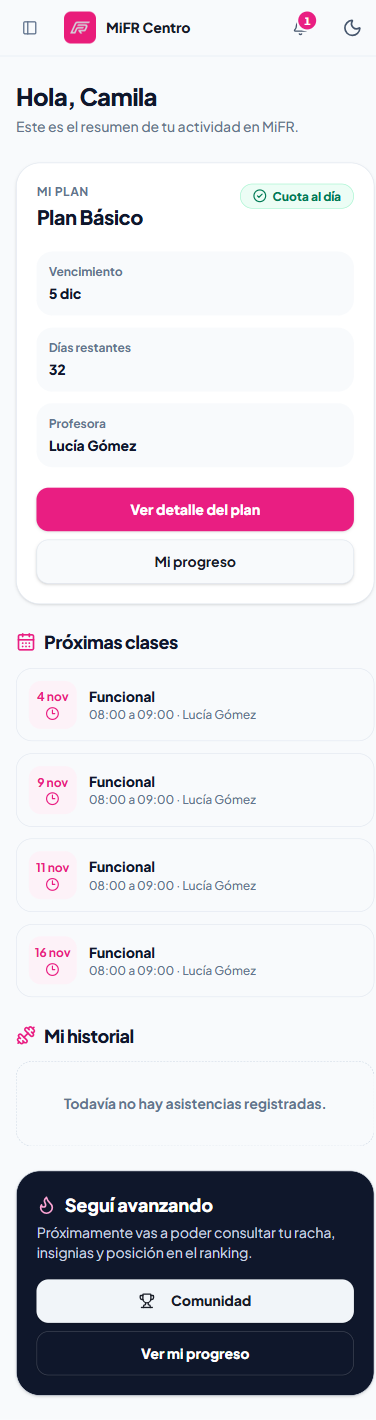 MiFR Centro
1
Hola, Camila
Este es el resumen de tu actividad en MiFR.
MI PLAN
Cuota al día
Plan Básico
Vencimiento
5 dic
Días restantes
32
Profesora
Lucía Gómez
Ver detalle del plan
Mi progreso
Próximas clases
4 nov
Funcional
08:00 a 09:00 · Lucía Gómez
9 nov
Funcional
08:00 a 09:00 · Lucía Gómez
11 nov
Funcional
08:00 a 09:00 · Lucía Gómez
16 nov
Funcional
08:00 a 09:00 · Lucía Gómez
Mi historial
Todavía no hay asistencias registradas.
Seguí avanzando
Próximamente vas a poder consultar tu racha,
insignias y posición en el ranking.
Comunidad
Ver mi progreso